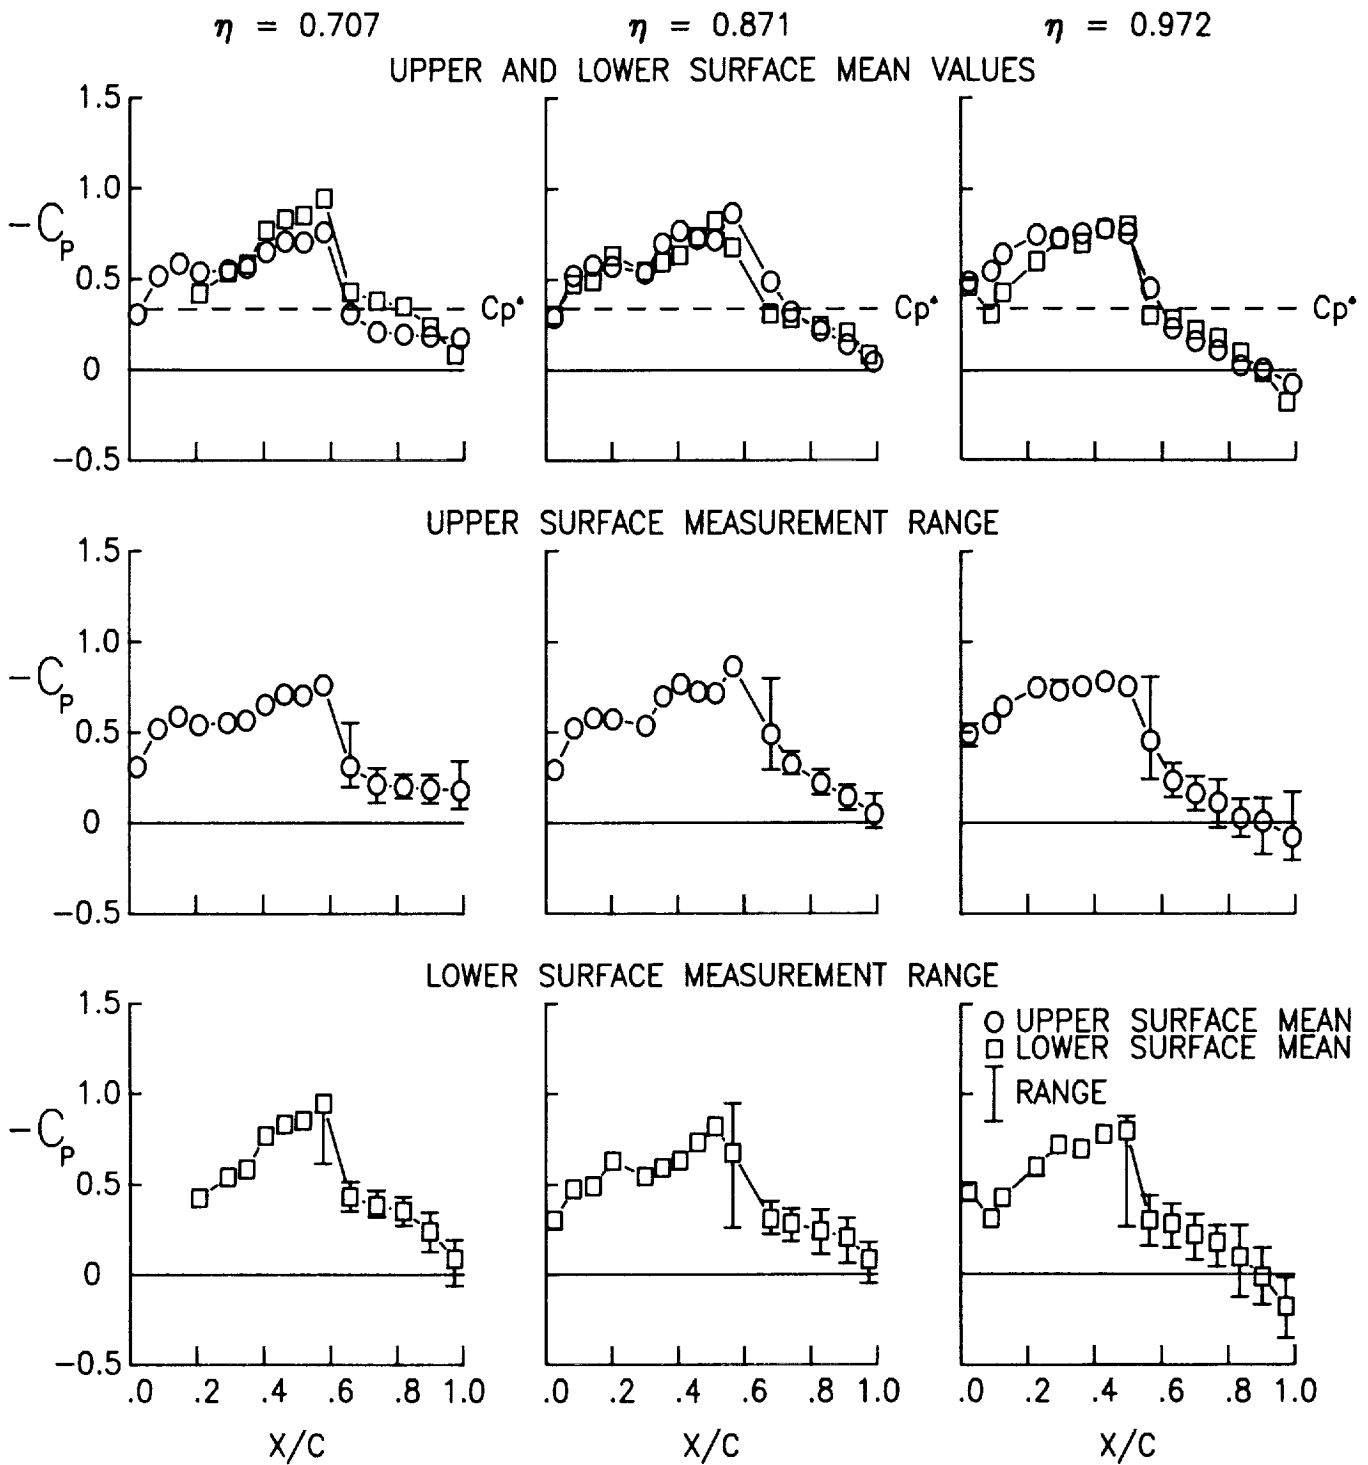 η = 0.707 η = 0.871 η = 0.972
UPPER AND LOWER SURFACE MEAN VALUES
1.5
1.0
-Cp
0.5
Cp* Cp*
0
-0.5
UPPER SURFACE MEASUREMENT RANGE
1.5
1.0
-Cp
0.5
0
-0.5
LOWER SURFACE MEASUREMENT RANGE
1.5
UPPER SURFACE MEAN
LOWER SURFACE MEAN
1.0
RANGE
-Cp
0.5
0
-0.5
.0 .2 .4 .6 .8 1.0 .0 .2 .4 .6 .8 1.0 .0 .2 .4 .6 .8 1.0
X/C X/C X/C